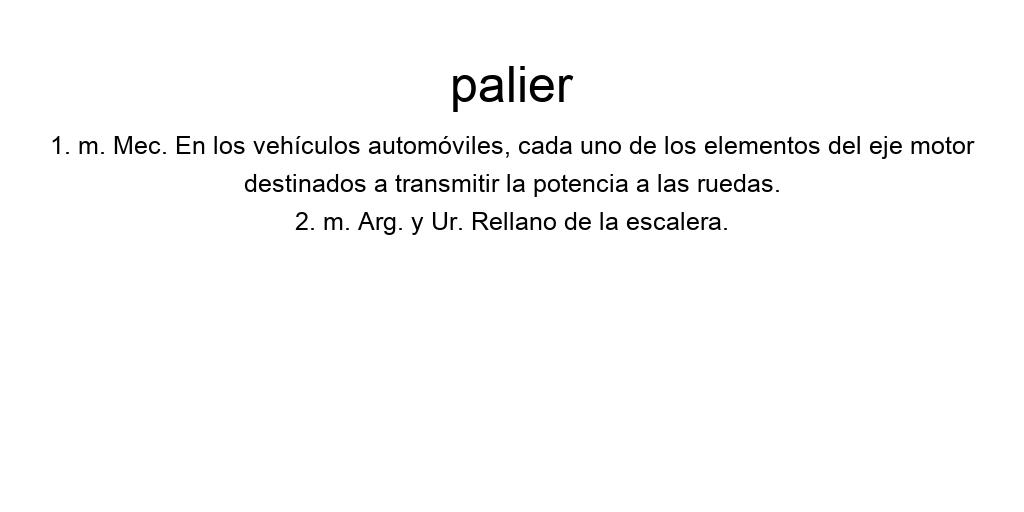 palier
1. m. Mec. En los vehículos automóviles, cada uno de los elementos del eje motor
destinados a transmitir la potencia a las ruedas.
2. m. Arg. y Ur. Rellano de la escalera.